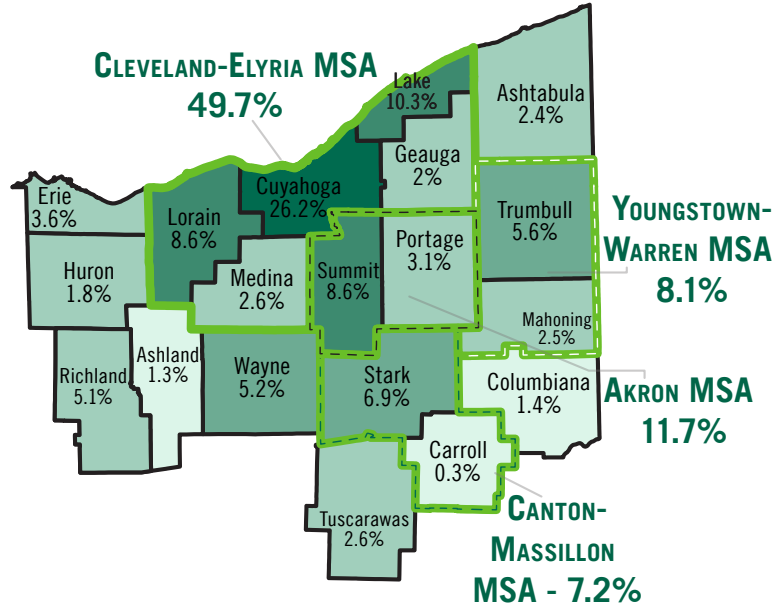 CLEVELAND-ELYRIA MSA
49.7%
Lake
10.3%
Ashtabula
2.4%
Geauga
2%
Erie
3.6%
Cuyahoga
26.2%
Lorain
8.6%
Trumbull
5.6%
YOUNGSTOWN-
WARREN MSA
8.1%
Portage
3.1%
Huron
1.8%
Medina
2.6%
Summit
8.6%
Mahoning
2.5%
Ashland
1.3%
Richland
5.1%
Wayne
5.2%
Stark
6.9%
Columbiana
1.4%
AKRON MSA
11.7%
Carroll
0.3%
Tuscarawas
2.6%
CANTON-
MASSILLON
MSA - 7.2%